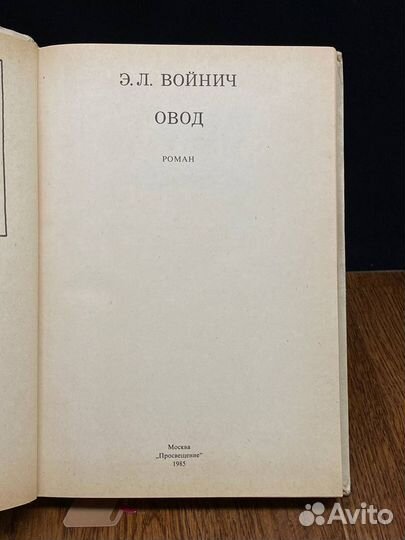 Э. Л. ВОЙНИЧ
ОВОД
РОМАН
Москва
„Просвещение"
1985
Avito